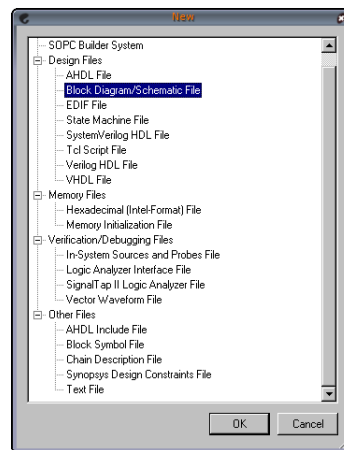 New
SOPC Builder System
Design Files
AHDL File
Block Diagram/Schematic File
EDIF File
State Machine File
SystemVerilog HDL File
Tcl Script File
Verilog HDL File
VHDL File
Memory Files
Hexadecimal (Intel-Format) File
Memory Initialization File
Verification/Debugging Files
In-System Sources and Probes File
Logic Analyzer Interface File
SignalTap II Logic Analyzer File
Vector Waveform File
Other Files
AHDL Include File
Block Symbol File
Chain Description File
Synopsys Design Constraints File
Text File
OK Cancel